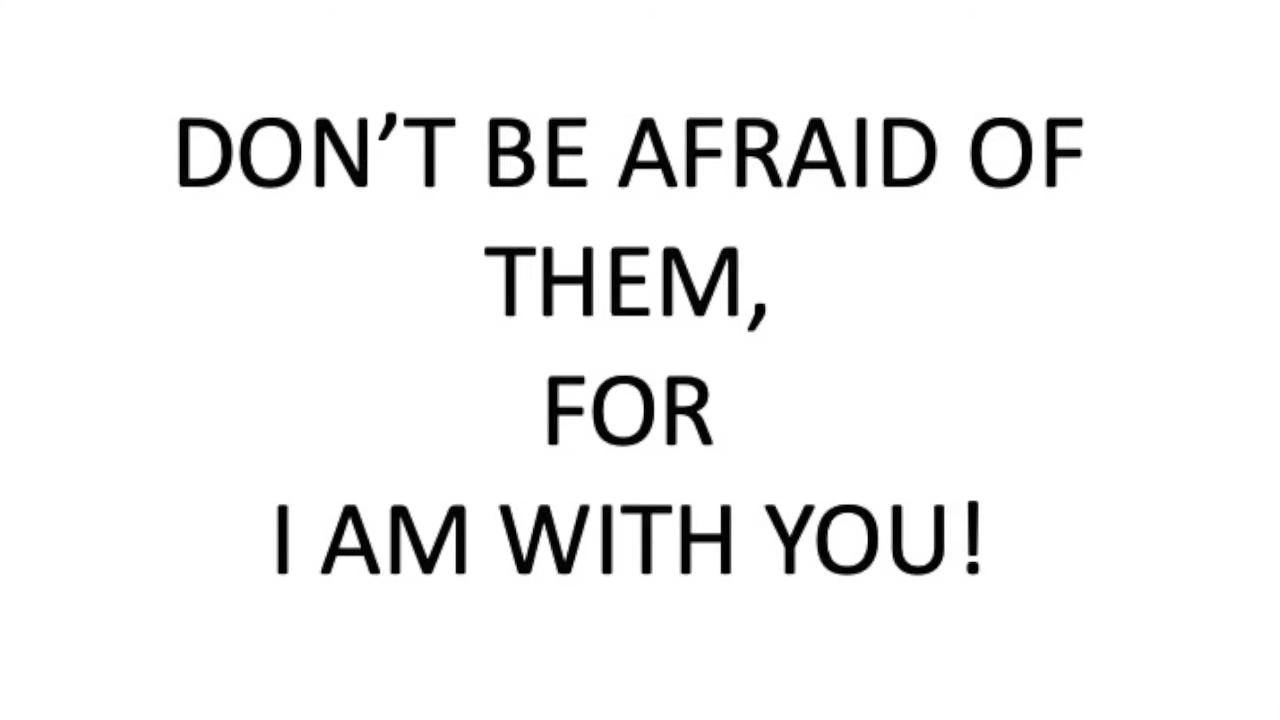 DON’T BE AFRAID OF
THEM,
FOR
I AM WITH YOU!